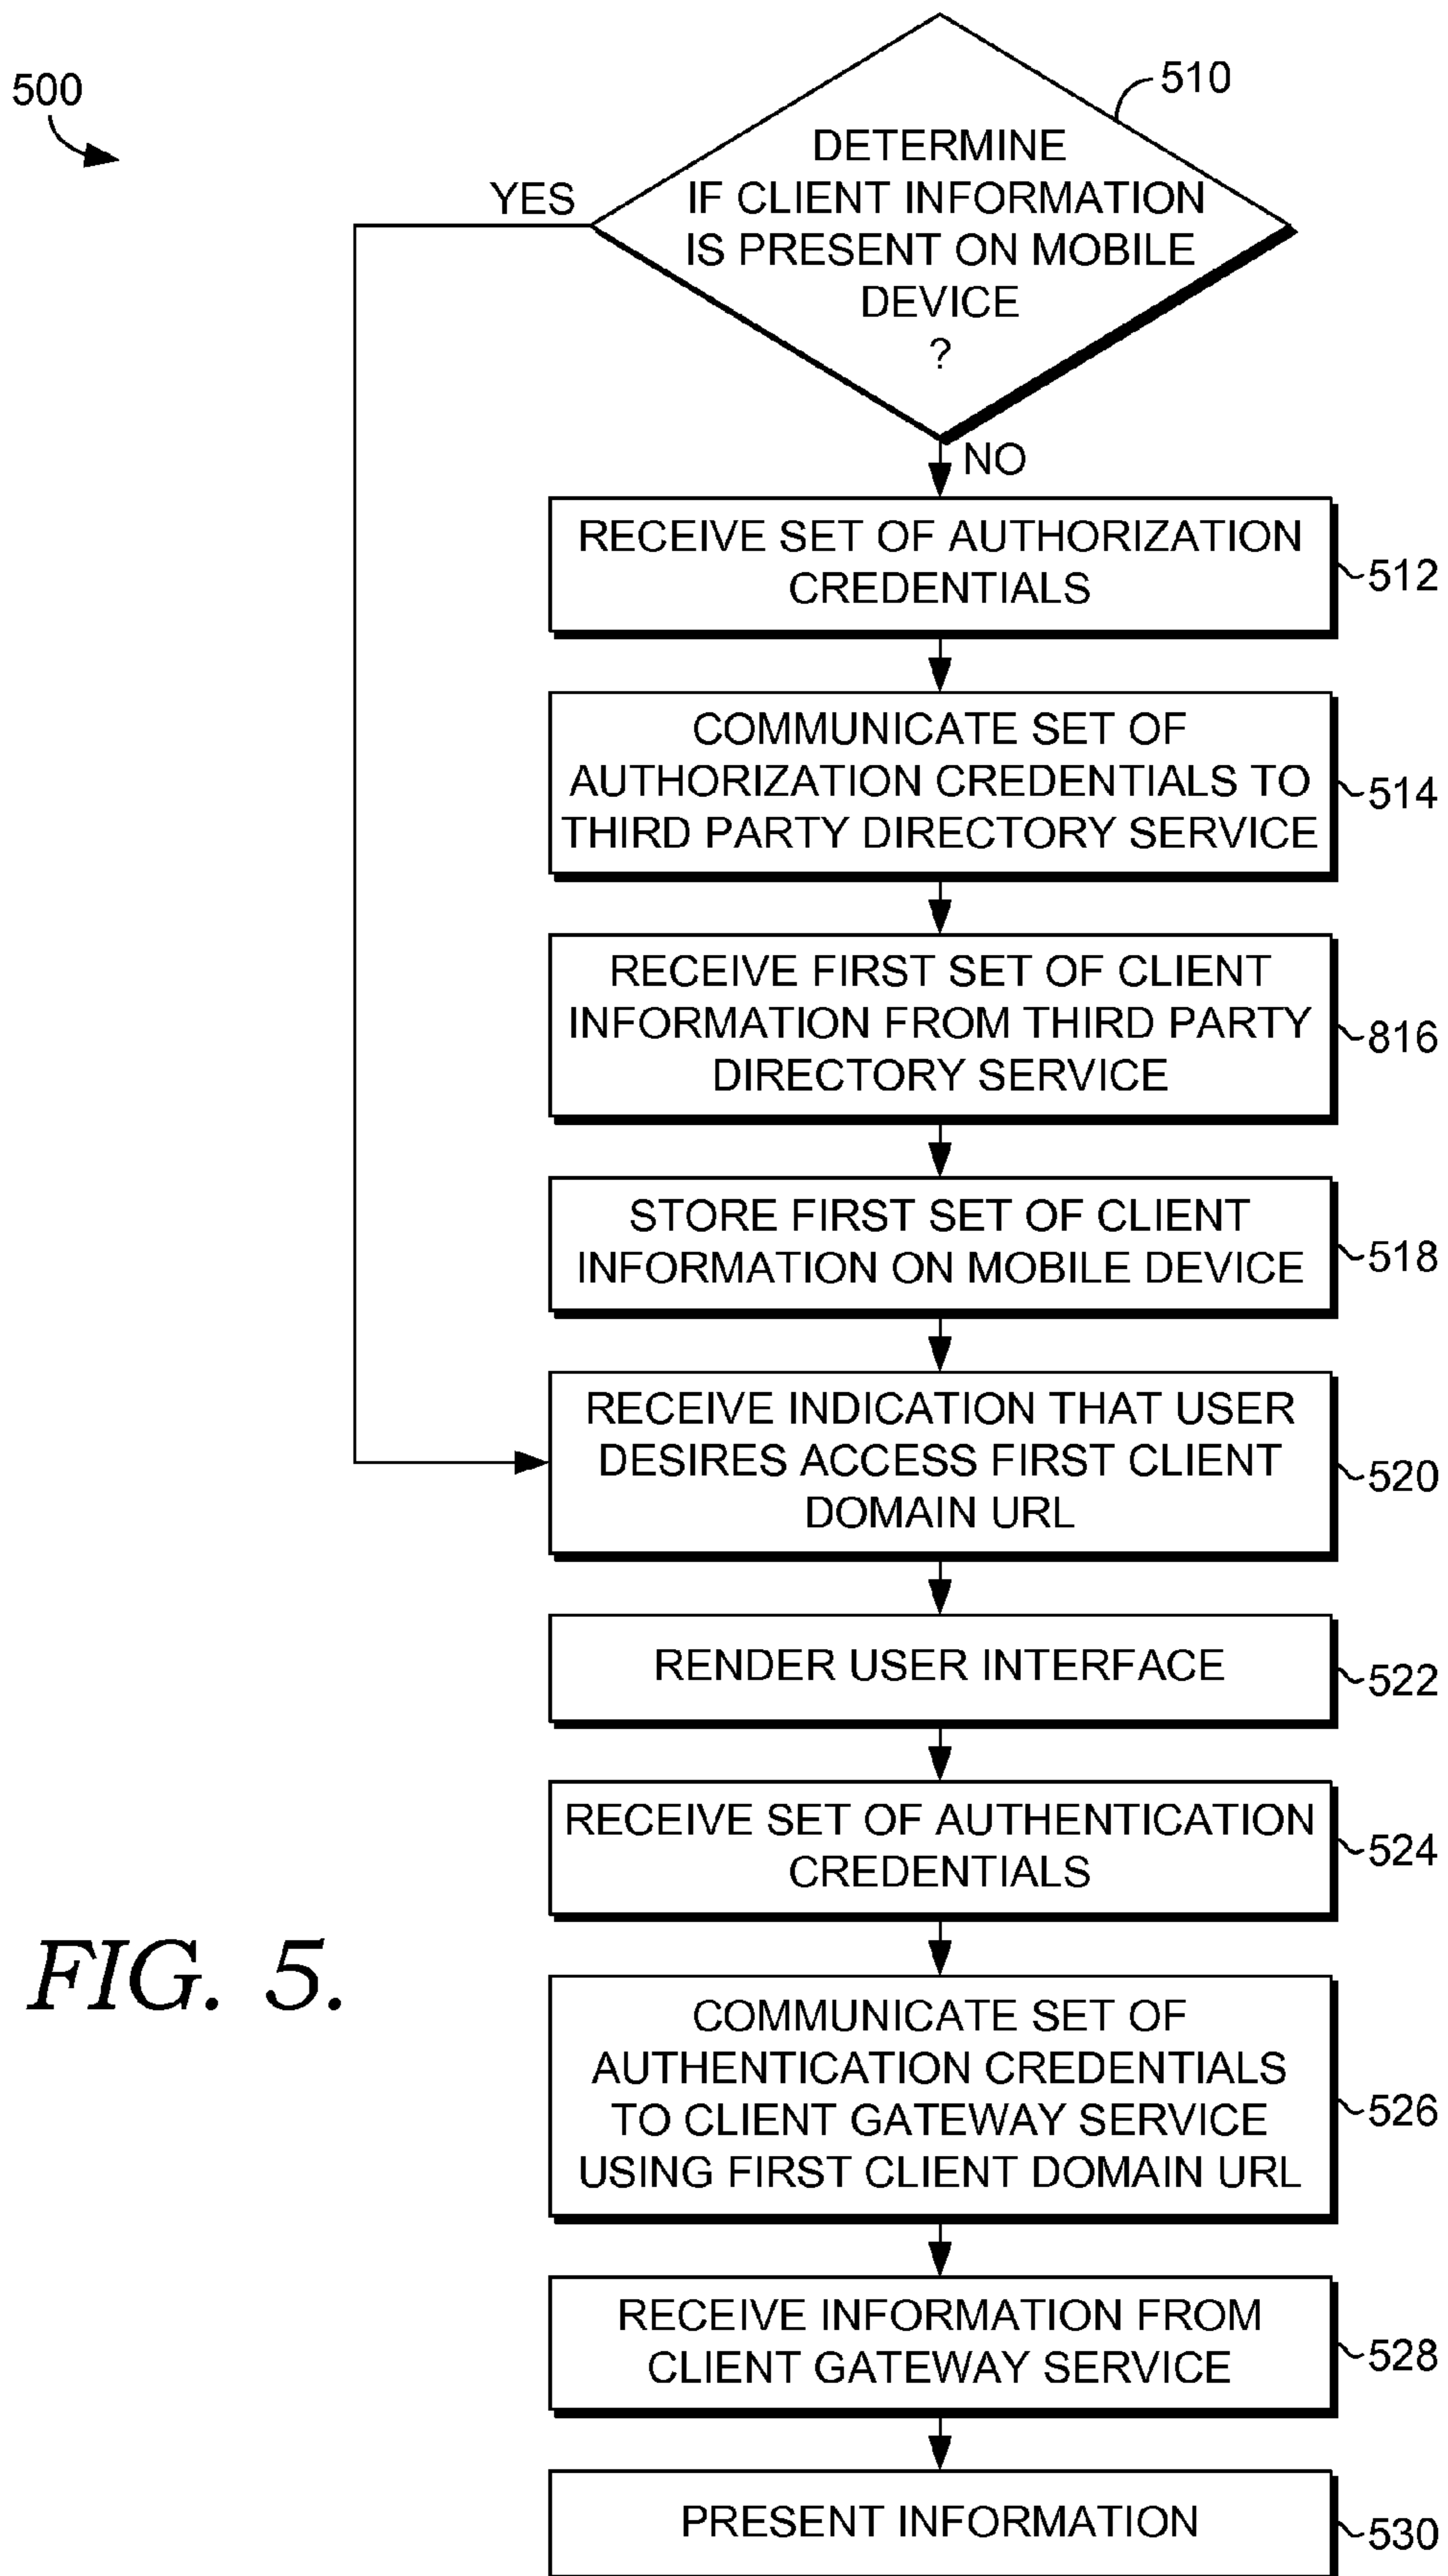 500
510
DETERMINE
IF CLIENT INFORMATION
IS PRESENT ON MOBILE
DEVICE
?
YES
NO
RECEIVE SET OF AUTHORIZATION
CREDENTIALS
512
COMMUNICATE SET OF
AUTHORIZATION CREDENTIALS TO
THIRD PARTY DIRECTORY SERVICE
514
RECEIVE FIRST SET OF CLIENT
INFORMATION FROM THIRD PARTY
DIRECTORY SERVICE
816
STORE FIRST SET OF CLIENT
INFORMATION ON MOBILE DEVICE
518
RECEIVE INDICATION THAT USER
DESIRES ACCESS FIRST CLIENT
DOMAIN URL
520
RENDER USER INTERFACE
522
RECEIVE SET OF AUTHENTICATION
CREDENTIALS
524
FIG. 5.
COMMUNICATE SET OF
AUTHENTICATION CREDENTIALS
TO CLIENT GATEWAY SERVICE
USING FIRST CLIENT DOMAIN URL
526
RECEIVE INFORMATION FROM
CLIENT GATEWAY SERVICE
528
PRESENT INFORMATION
530